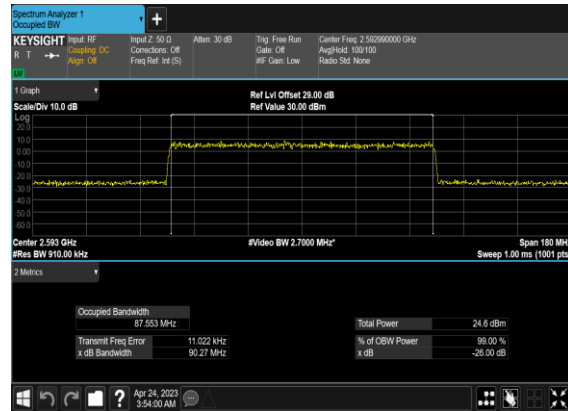 Spectrum Analyzer 1
Occupied BW
+
KEYSIGHT
R T
LXI
Input: RF
Coupling: DC
Align: Off
Input Z: 50 Ω
Corrections: Off
Freq Ref: Int (S)
Atten: 30 dB
Trig: Free Run
Gate: Off
#IF Gain: Low
Center Freq: 2.592990000 GHz
Avg|Hold: 100/100
Radio Std: None
1 Graph
Scale/Div 10.0 dB
Ref Lvl Offset 29.00 dB
Ref Value 30.00 dBm
Log
20.0
10.0
0.00
-10.0
-20.0
-30.0
-40.0
-50.0
-60.0
Center 2.593 GHz
#Res BW 910.00 kHz
#Video BW 2.7000 MHz*
Span 180 MH
Sweep 1.00 ms (1001 pts
2 Metrics
Occupied Bandwidth
87.553 MHz
Total Power 24.6 dBm
Transmit Freq Error 11.022 kHz
% of OBW Power 99.00 %
x dB Bandwidth 90.27 MHz
x dB -26.00 dB
?
Apr 24, 2023
3:54:00 AM